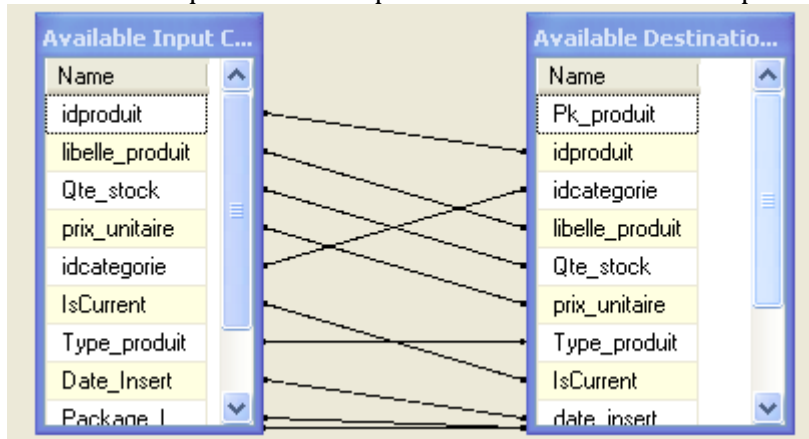 Available Input C...
Name
idproduit
libelle_produit
Qte_stock
prix_unitaire
idcategorie
IsCurrent
Type_produit
Date_Insert
Available Destinatio...
Name
Pk_produit
idproduit
idcategorie
libelle_produit
Qte_stock
prix_unitaire
Type_produit
IsCurrent
date_insert